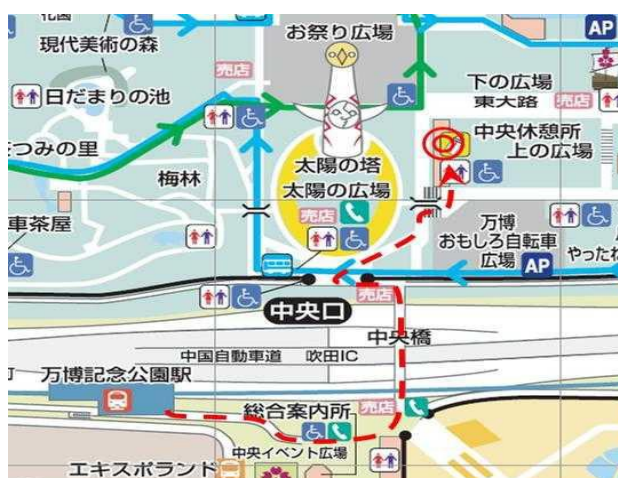 花園
お祭り広場
AP
現代美術の森
売店
下の広場
東大路
売店
日だまりの池
中央休憩所
上の広場
つみの里
太陽の塔
太陽の広場
梅林
売店
車茶屋
万博
おもしろ自転車
広場
AP
やったね
中央口
売店
中央橋
中国自動車道
吹田IC
町
万博記念公園駅
総合案内所
売店
中央イベント広場
エキスポランド